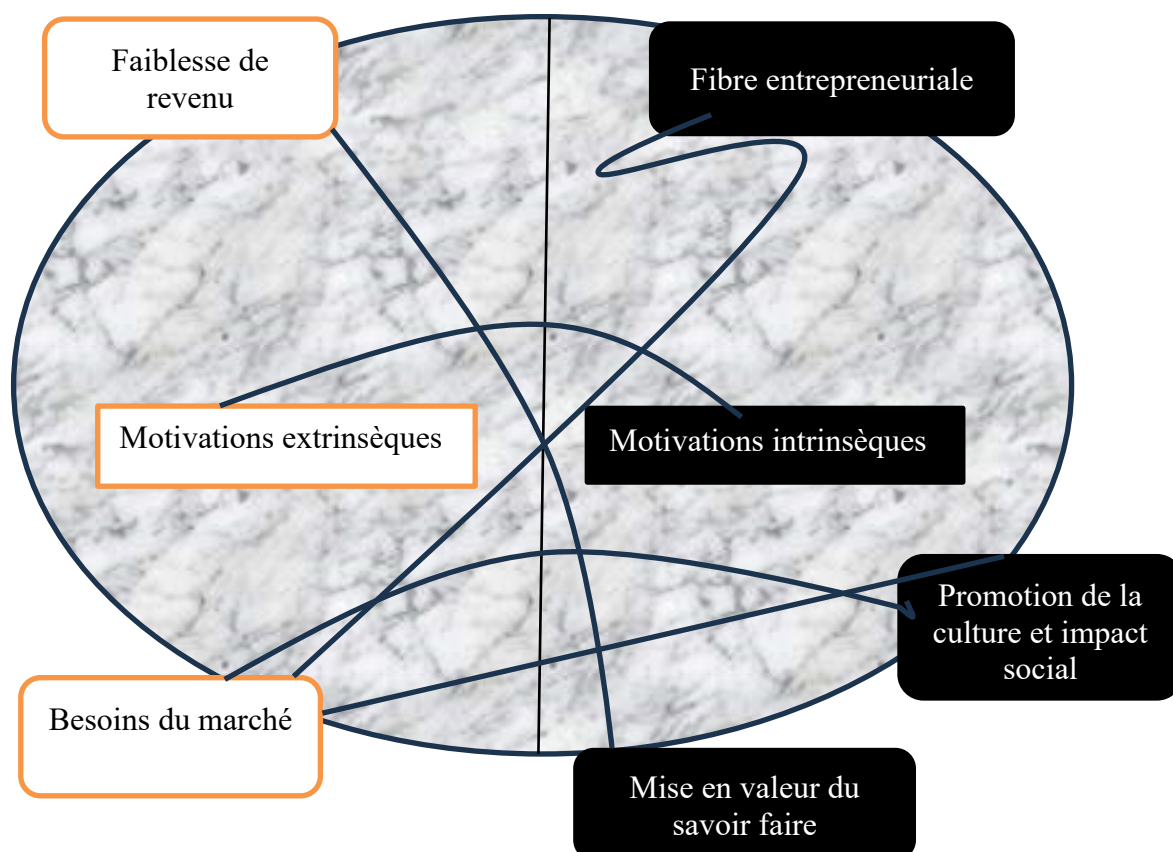 Faiblesse de
revenu
Fibre entrepreneuriale
Motivations extrinsèques
Motivations intrinsèques
Promotion de la
culture et impact
social
Besoins du marché
Mise en valeur du
savoir faire